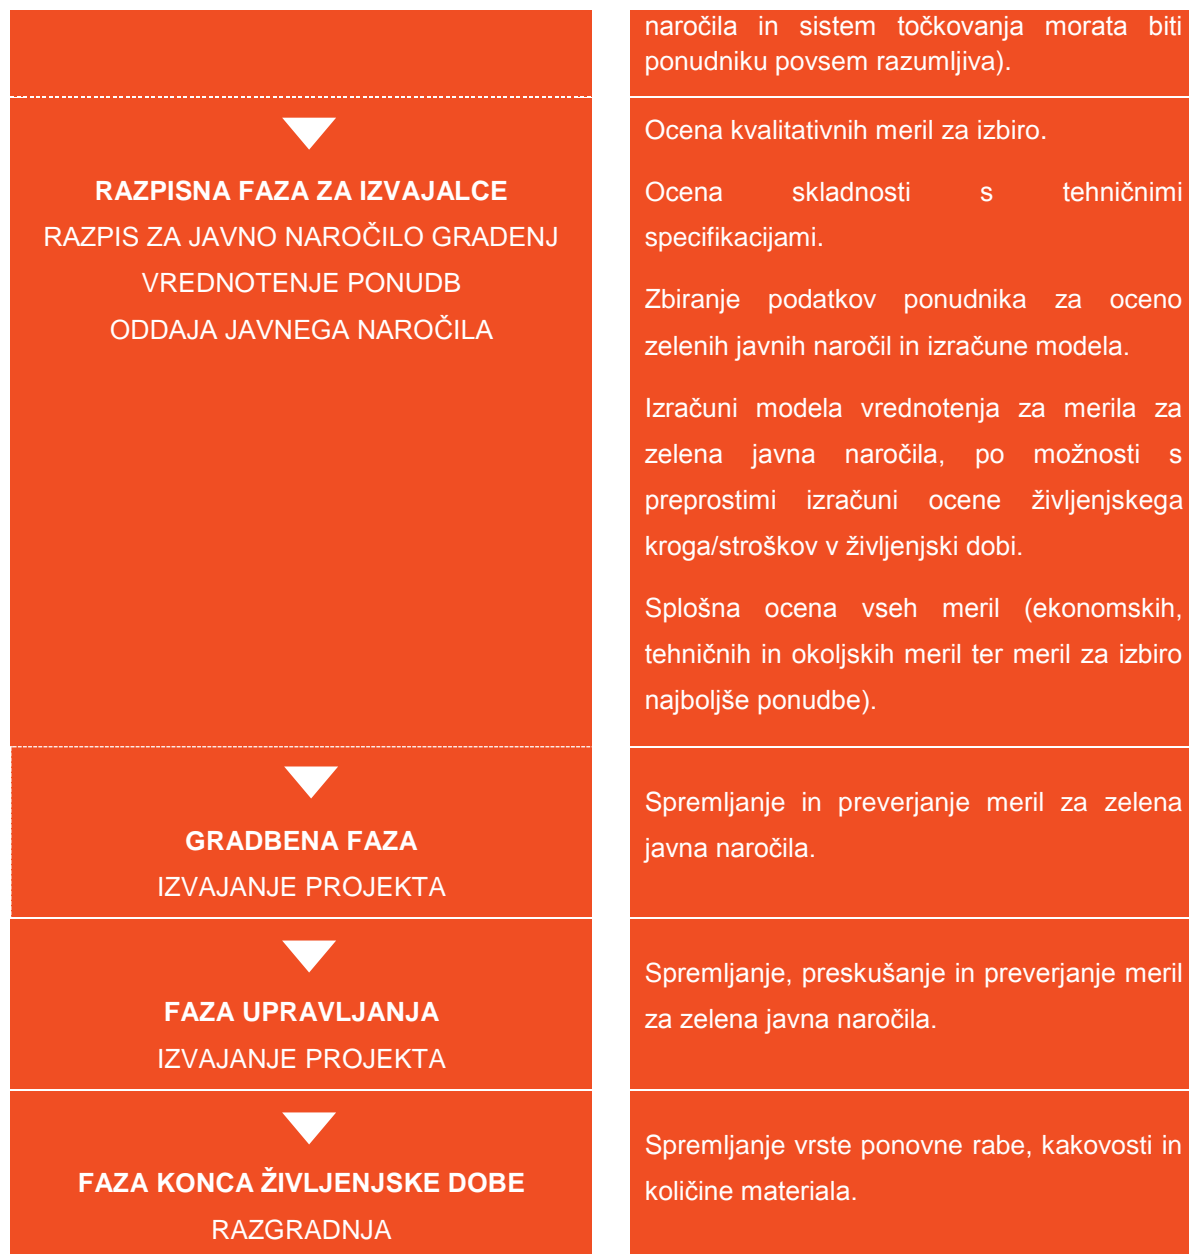 naročila in sistem točkovanja morata biti
ponudniku povsem razumljiva).
RAZPISNA FAZA ZA IZVAJALCE
RAZPIS ZA JAVNO NAROČILO GRADENJ
VREDNOTENJE PONUDB
ODDAJA JAVNEGA NAROČILA
Ocena kvalitativnih meril za izbiro.
Ocena skladnosti s tehničnimi
specifikacijami.
Zbiranje podatkov ponudnika za oceno
zelenih javnih naročil in izračune modela.
Izračuni modela vrednotenja za merila za
zelena javna naročila, po možnosti s
preprostimi izračuni ocene življenjskega
kroga/stroškov v življenjski dobi.
Splošna ocena vseh meril (ekonomskih,
tehničnih in okoljskih meril ter meril za izbiro
najboljše ponudbe).
GRADBENA FAZA
IZVAJANJE PROJEKTA
Spremljanje in preverjanje meril za zelena
javna naročila.
FAZA UPRAVLJANJA
IZVAJANJE PROJEKTA
Spremljanje, preskušanje in preverjanje meril
za zelena javna naročila.
FAZA KONCA ŽIVLJENJSKE DOBE
RAZGRADNJA
Spremljanje vrste ponovne rabe, kakovosti in
količine materiala.